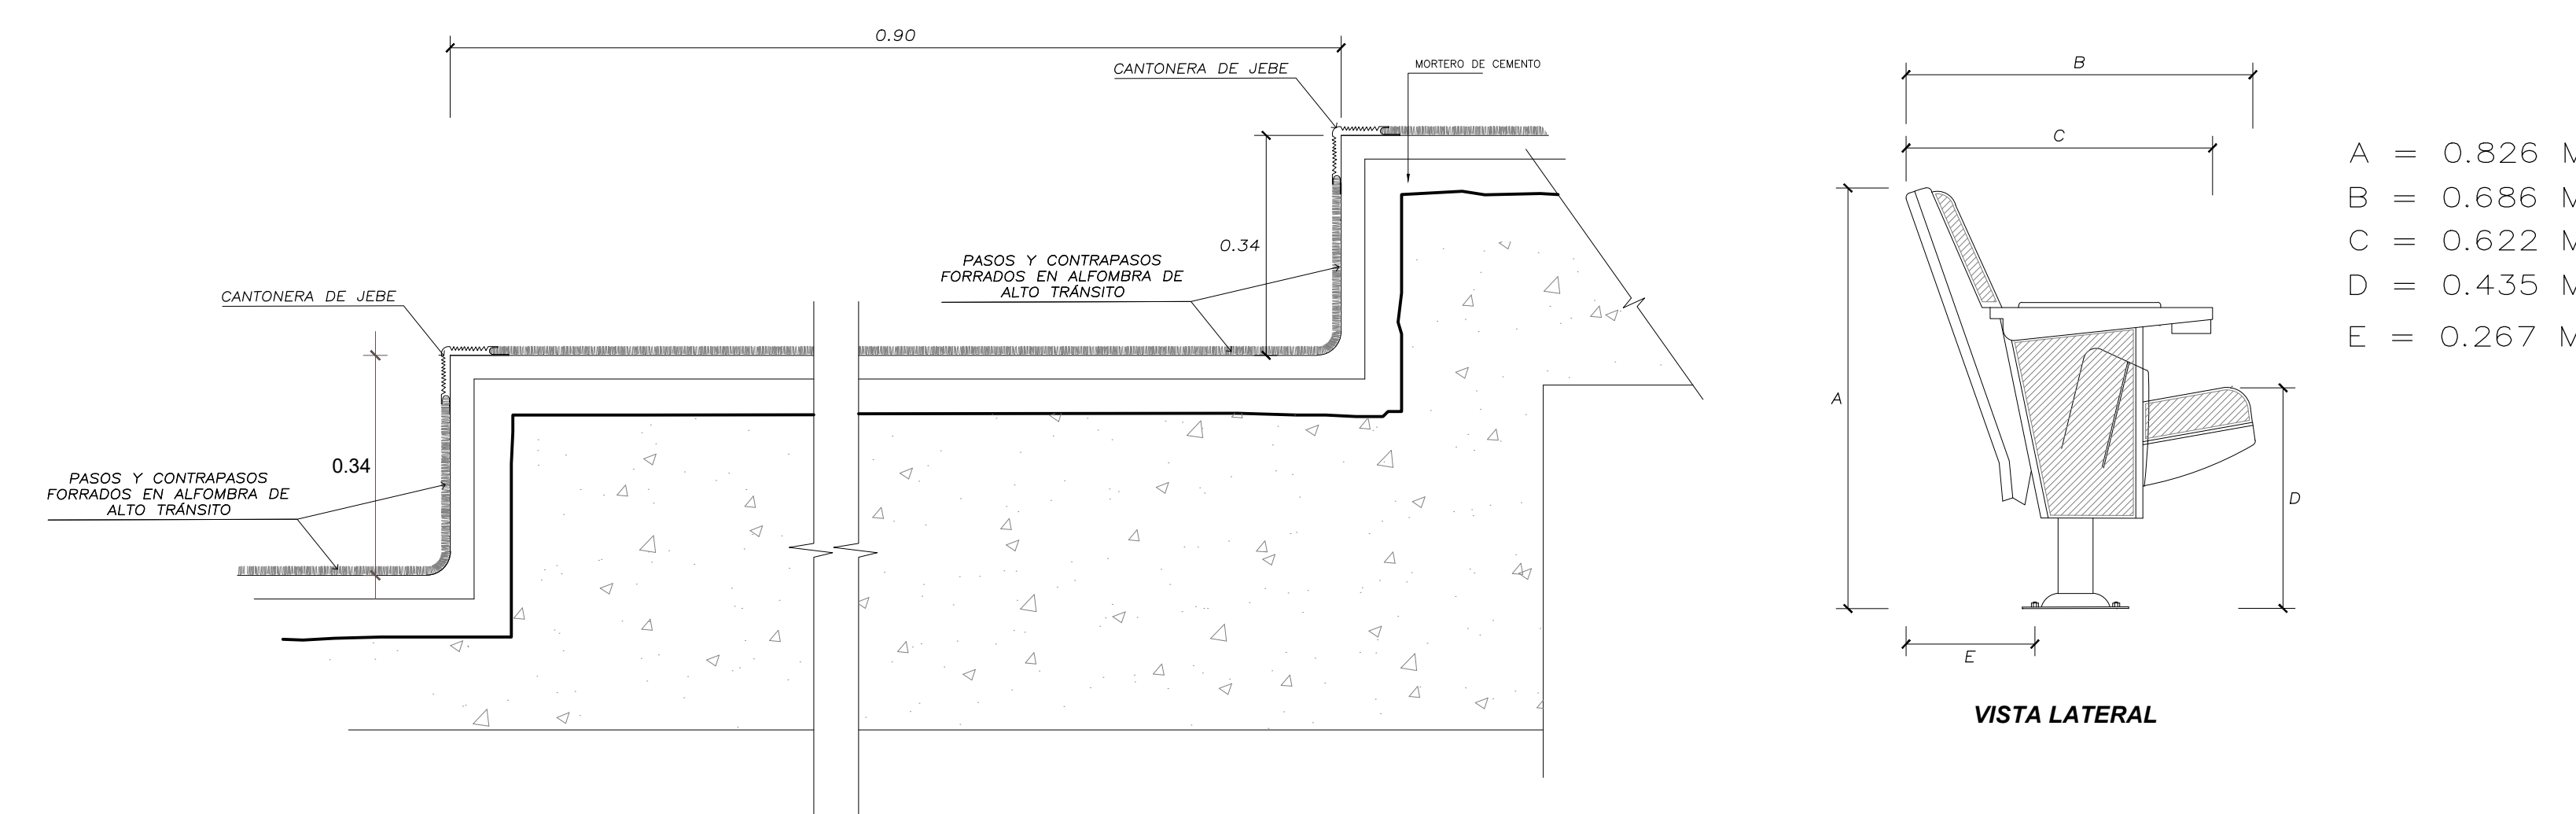 0.90
CANTONERA DE JEBE
MORTERO DE CEMENTO
0.34
PASOS Y CONTRAPASOS
FORRADOS EN ALFOMBRA DE
ALTO TRÁNSITO
CANTONERA DE JEBE
0.34
PASOS Y CONTRAPASOS
FORRADOS EN ALFOMBRA DE
ALTO TRÁNSITO
B
C
A
D
E
VISTA LATERAL
A = 0.826 M
B = 0.686 M
C = 0.622 M
D = 0.435 M
E = 0.267 M